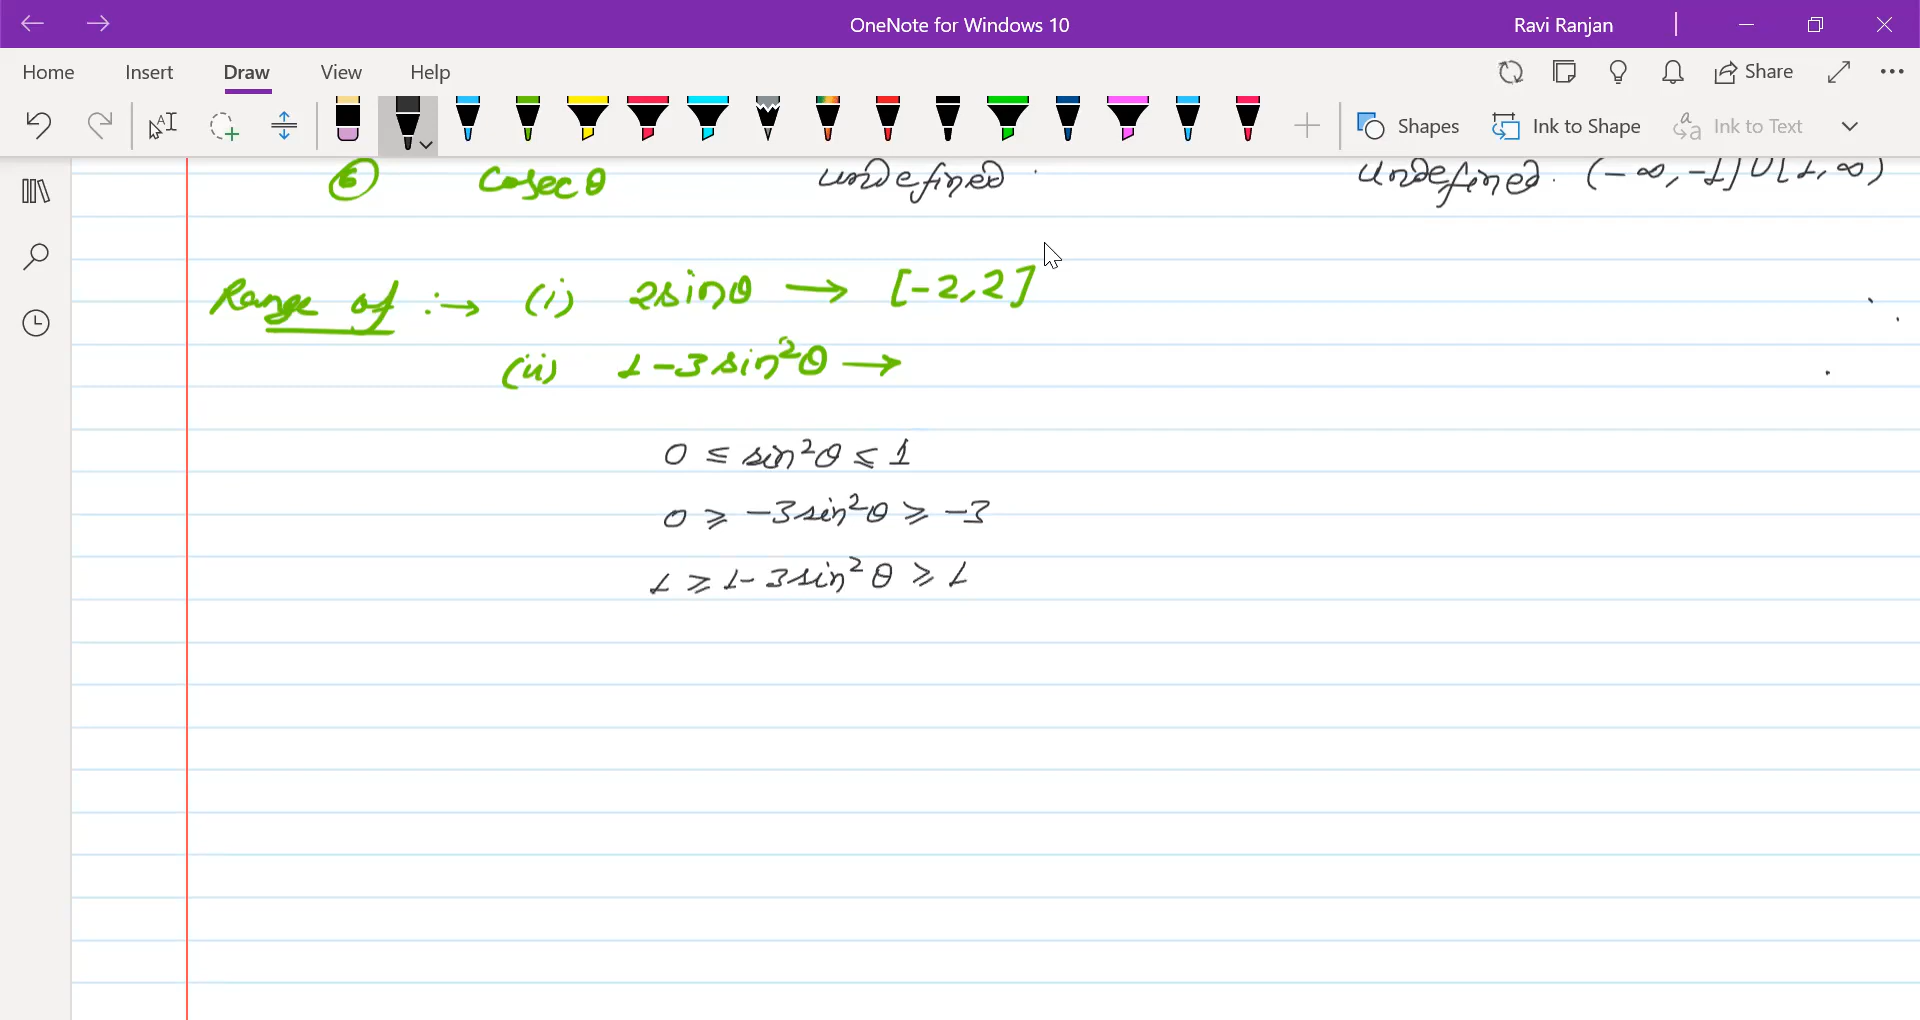 OneNote for Windows 10 Ravi Ranjan
Home Insert Draw View Help Share
Shapes Ink to Shape Ink to Text
6 Cosec θ undefined. undefined. (-∞, -1] ∪ [1, ∞)
Range of :→ (i) 2sinθ → [-2, 2]
(ii) 1-3sin²θ →
0 ≤ sin²θ ≤ 1
0 ≥ -3sin²θ ≥ -3
1 ≥ 1-3sin²θ ≥ 1